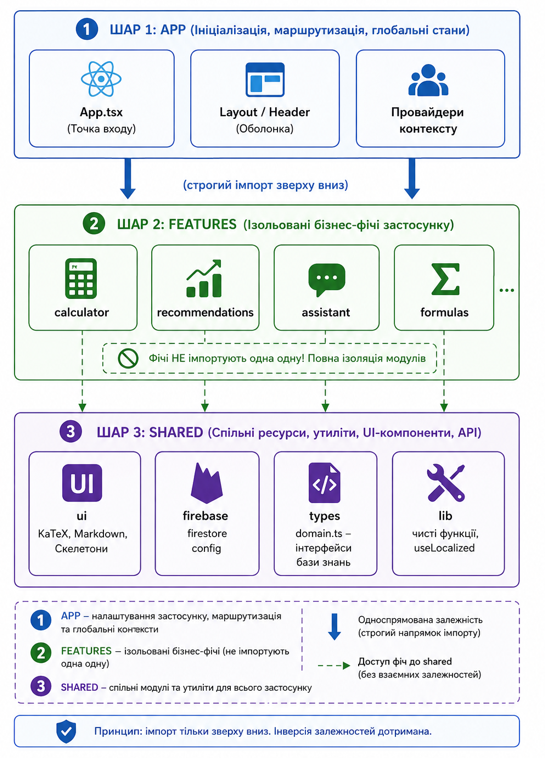 1 ШАР 1: APP (Ініціалізація, маршрутизація, глобальні стани)
App.tsx
(Точка входу)
Layout / Header
(Оболонка)
Провайдери
контексту
(строгий імпорт зверху вниз)
2 ШАР 2: FEATURES (Ізольовані бізнес-фічі застосунку)
calculator
recommendations
assistant
formulas
...
Фічі НЕ імпортують одна одну! Повна ізоляція модулів
3 ШАР 3: SHARED (Спільні ресурси, утиліти, UI-компоненти, API)
UI
ui
KaTeX, Markdown,
Скелетони
firebase
firestore
config
</>
types
domain.ts –
інтерфейси
бази знань
lib
чисті функції,
useLocalized
1 APP – налаштування застосунку, маршрутизація
та глобальні контексти
2 FEATURES – ізольовані бізнес-фічі (не імпортують
одна одну)
3 SHARED – спільні модулі та утиліти для всього застосунку
Односпрямована залежність
(строгий напрямок імпорту)
Доступ фіч до shared
(без взаємних залежностей)
Принцип: імпорт тільки зверху вниз. Інверсія залежностей дотримана.